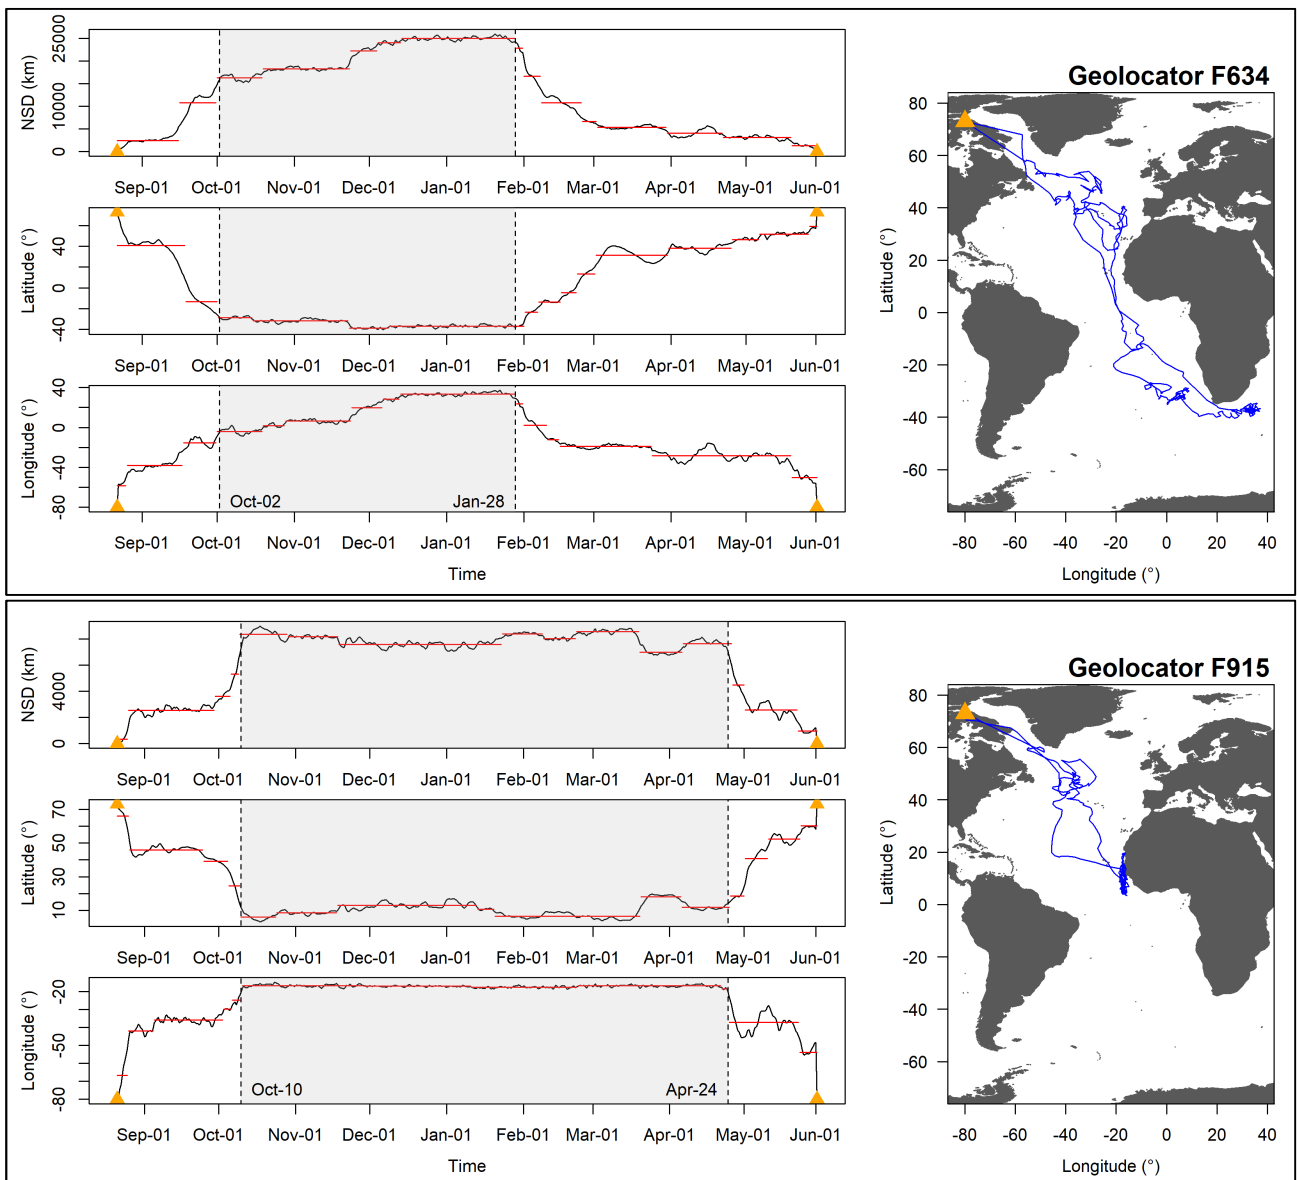 Geolocator F634
NSD (km)
25000
10000
0
Sep-01 Oct-01 Nov-01 Dec-01 Jan-01 Feb-01 Mar-01 Apr-01 May-01 Jun-01
Latitude (°)
40
0
-40
Sep-01 Oct-01 Nov-01 Dec-01 Jan-01 Feb-01 Mar-01 Apr-01 May-01 Jun-01
Longitude (°)
40
0
-40
-80
Oct-02 Jan-28
Sep-01 Oct-01 Nov-01 Dec-01 Jan-01 Feb-01 Mar-01 Apr-01 May-01 Jun-01
Time
Latitude (°)
80
60
40
20
0
-20
-40
-60
-80 -60 -40 -20 0 20 40
Longitude (°)
Geolocator F915
NSD (km)
4000
0
Sep-01 Oct-01 Nov-01 Dec-01 Jan-01 Feb-01 Mar-01 Apr-01 May-01 Jun-01
Latitude (°)
70
50
30
10
Sep-01 Oct-01 Nov-01 Dec-01 Jan-01 Feb-01 Mar-01 Apr-01 May-01 Jun-01
Longitude (°)
20
-50
-80
Oct-10 Apr-24
Sep-01 Oct-01 Nov-01 Dec-01 Jan-01 Feb-01 Mar-01 Apr-01 May-01 Jun-01
Time
Latitude (°)
80
60
40
20
0
-20
-40
-60
-80 -60 -40 -20 0 20 40
Longitude (°)